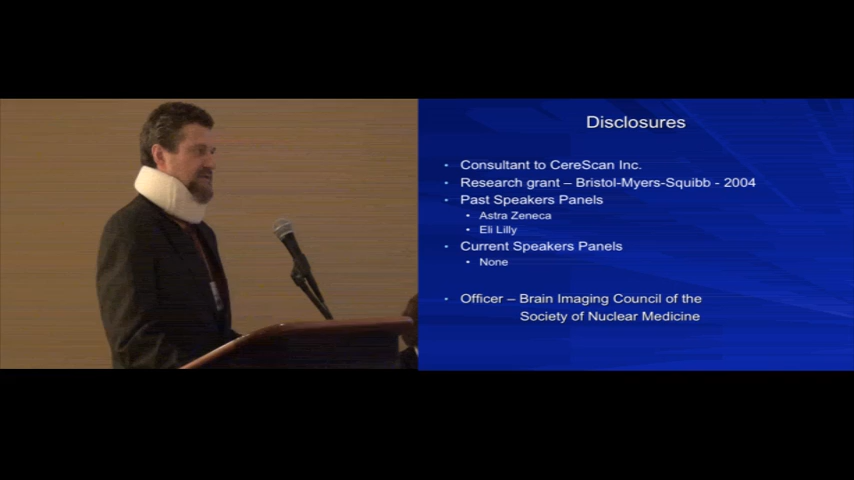 Disclosures
• Consultant to CereScan Inc.
• Research grant – Bristol-Myers-Squibb - 2004
• Past Speakers Panels
• Astra Zeneca
• Eli Lilly
• Current Speakers Panels
• None
• Officer – Brain Imaging Council of the
Society of Nuclear Medicine